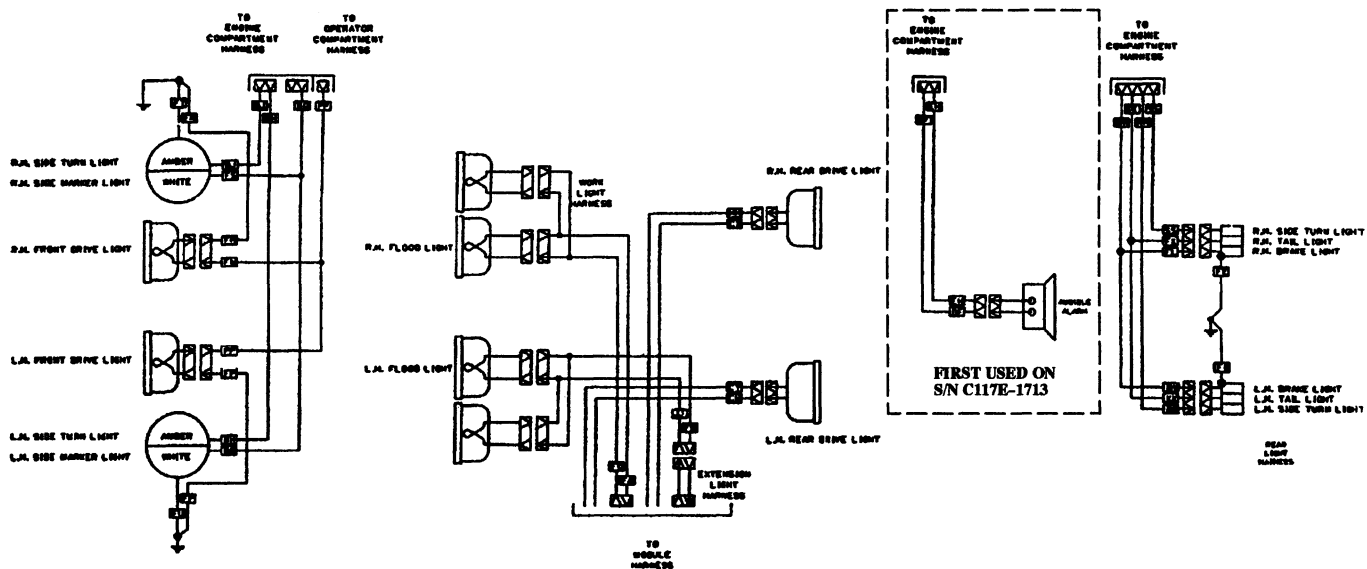 TO
ENGINE
COMPARTMENT
HARNESS
TO
OPERATOR
COMPARTMENT
HARNESS
AMBER
WHITE
R.H. SIDE TURN LIGHT
R.H. SIDE MARKER LIGHT
R.H. FRONT DRIVE LIGHT
L.H. FRONT DRIVE LIGHT
L.H. SIDE TURN LIGHT
L.H. SIDE MARKER LIGHT
AMBER
WHITE
WORK
LIGHT
HARNESS
R.H. FLOOD LIGHT
L.H. FLOOD LIGHT
R.H. REAR DRIVE LIGHT
L.H. REAR DRIVE LIGHT
EXTENSION
LIGHT
HARNESS
TO
MODULE
HARNESS
TO
ENGINE
COMPARTMENT
HARNESS
AUDIBLE
ALARM
FIRST USED ON
S/N C117E–1713
TO
ENGINE
COMPARTMENT
HARNESS
R.H. SIDE TURN LIGHT
R.H. TAIL LIGHT
R.H. BRAKE LIGHT
L.H. BRAKE LIGHT
L.H. TAIL LIGHT
L.H. SIDE TURN LIGHT
REAR
LIGHT
HARNESS